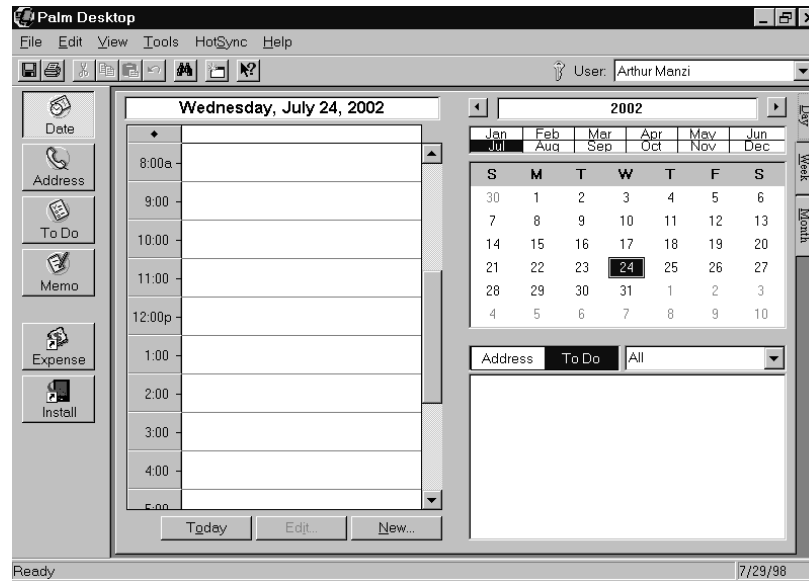 Palm Desktop
File Edit View Tools HotSync Help
User: Arthur Manzi
Date
Address
To Do
Memo
Expense
Install
Wednesday, July 24, 2002
8:00a
9:00
10:00
11:00
12:00p
1:00
2:00
3:00
4:00
5:00
Today Edit... New...
2002
Jan Feb Mar Apr May Jun
Jul Aug Sep Oct Nov Dec
S M T W T F S
30 1 2 3 4 5 6
7 8 9 10 11 12 13
14 15 16 17 18 19 20
21 22 23 24 25 26 27
28 29 30 31 1 2 3
4 5 6 7 8 9 10
Address To Do All
Day
Week
Month
Ready 7/29/98